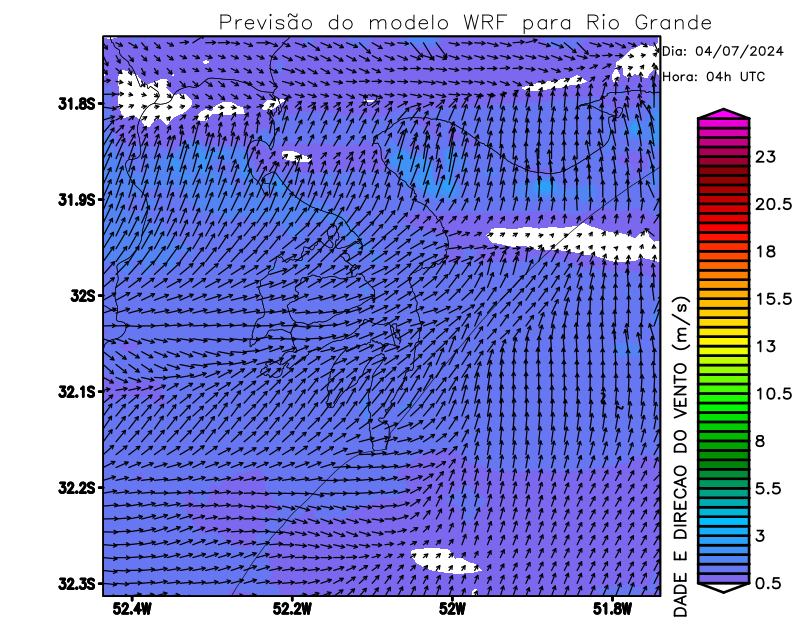 Previsão do modelo WRF para Rio Grande
Dia: 04/07/2024
Hora: 04h UTC
31.8S
31.9S
32S
32.1S
32.2S
32.3S
52.4W
52.2W
52W
51.8W
DADE E DIRECAO DO VENTO (m/s)
23
20.5
18
15.5
13
10.5
8
5.5
3
0.5